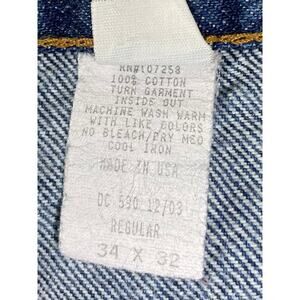 RN#107258
100% COTTON
TURN GARMENT
INSIDE OUT
MACHINE WASH WARM
WITH LIKE COLORS
NO BLEACH/DRY MED
COOL IRON
MADE IN USA
DC 590 12/03
REGULAR
34 X 32